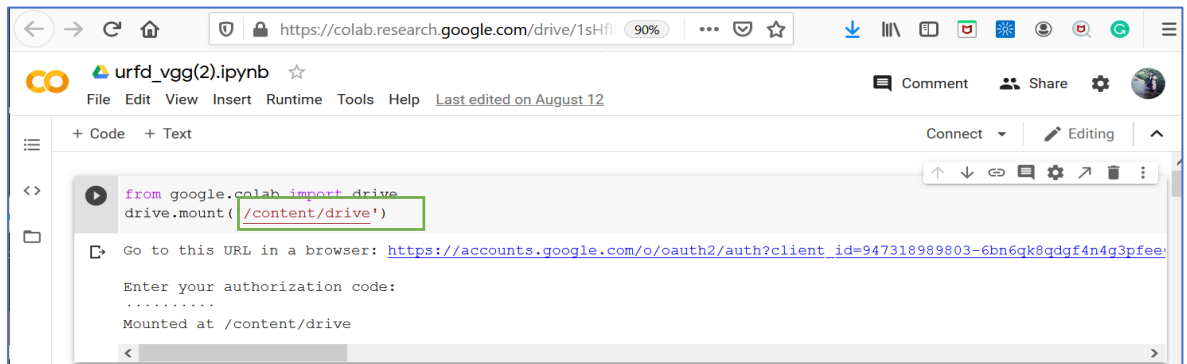 https://colab.research.google.com/drive/1sHfi 90%
urfd_vgg(2).ipynb
Comment Share
File Edit View Insert Runtime Tools Help Last edited on August 12
+ Code + Text Connect Editing
from google.colab import drive
drive.mount('/content/drive')
Go to this URL in a browser: https://accounts.google.com/o/oauth2/auth?client_id=947318989803-6bn6qk8qdgf4n4g3pfee
Enter your authorization code:
··········
Mounted at /content/drive